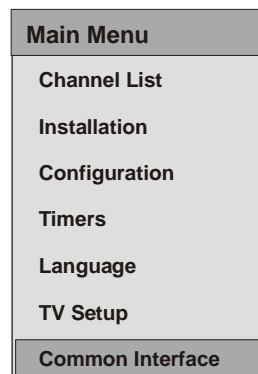 Main Menu
Channel List
Installation
Configuration
Timers
Language
TV Setup
Common Interface